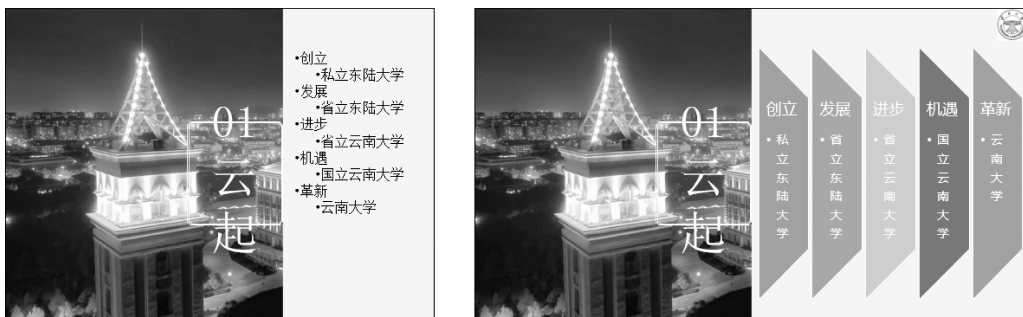 01
云
起
•创立
•私立东陆大学
•发展
•省立东陆大学
•进步
•省立云南大学
•机遇
•国立云南大学
•革新
•云南大学
01
云
起
创立
•私立东陆大学
发展
•省立东陆大学
进步
•省立云南大学
机遇
•国立云南大学
革新
•云南大学